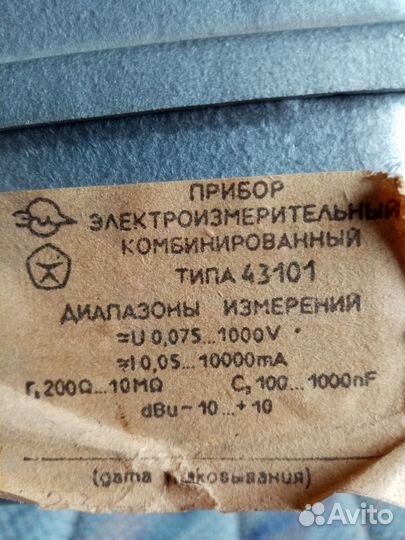 ПРИБОР
ЭЛЕКТРОИЗМЕРИТЕЛЬНЫЙ
КОМБИНИРОВАННЫЙ
ТИПА 43101
ДИАПАЗОНЫ ИЗМЕРЕНИЙ
≂U 0,075...1000V
≂I 0,05...10000mA
r, 200Ω...10MΩ C, 100...1000nF
dBu -10...+10
(дата
Avito